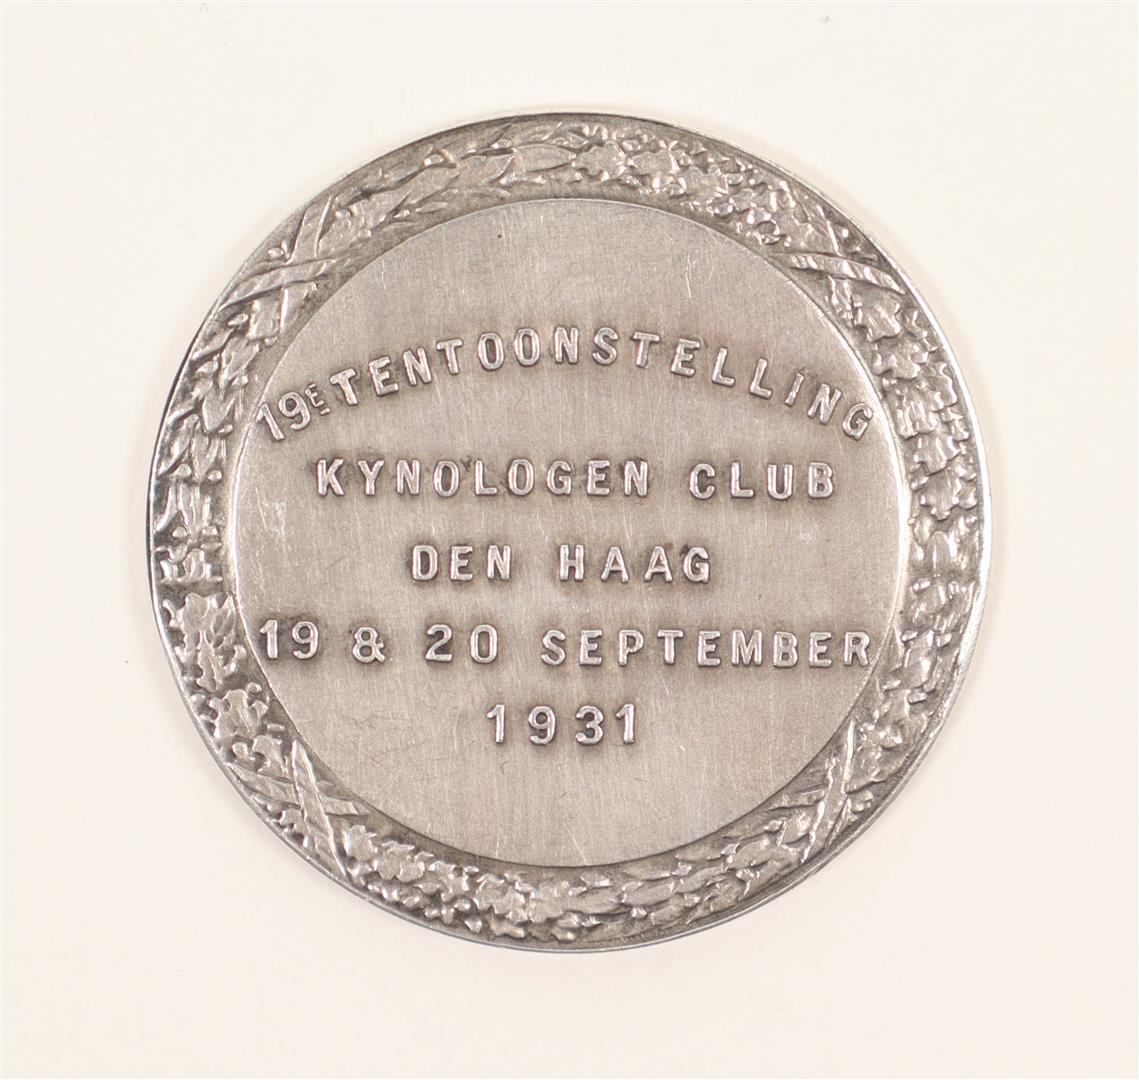 19E TENTOONSTELLING
KYNOLOGEN CLUB
DEN HAAG
19 & 20 SEPTEMBER
1931